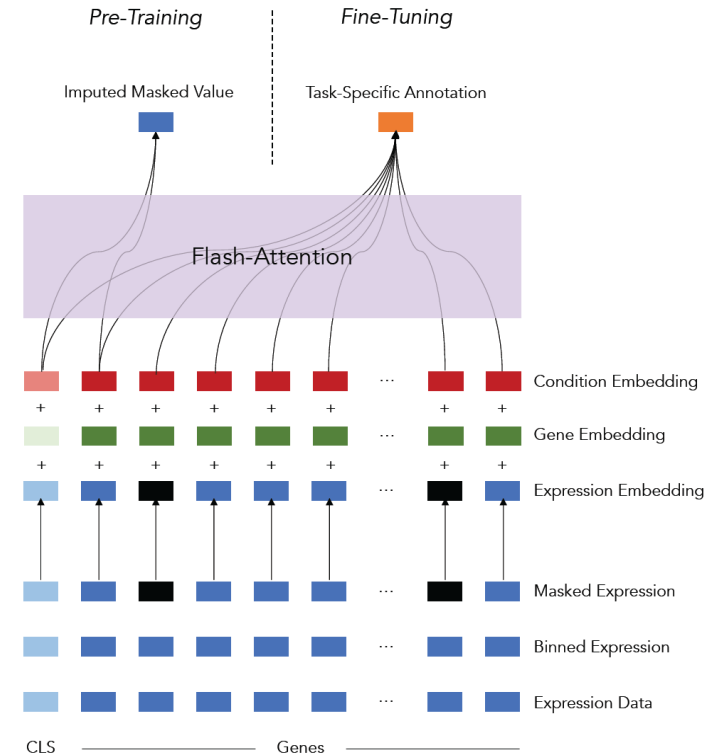 Pre-Training
Fine-Tuning
Imputed Masked Value
Task-Specific Annotation
Flash-Attention
... Condition Embedding
+ + + + + + + +
... Gene Embedding
+ + + + + + + +
... Expression Embedding
... Masked Expression
... Binned Expression
... Expression Data
CLS Genes